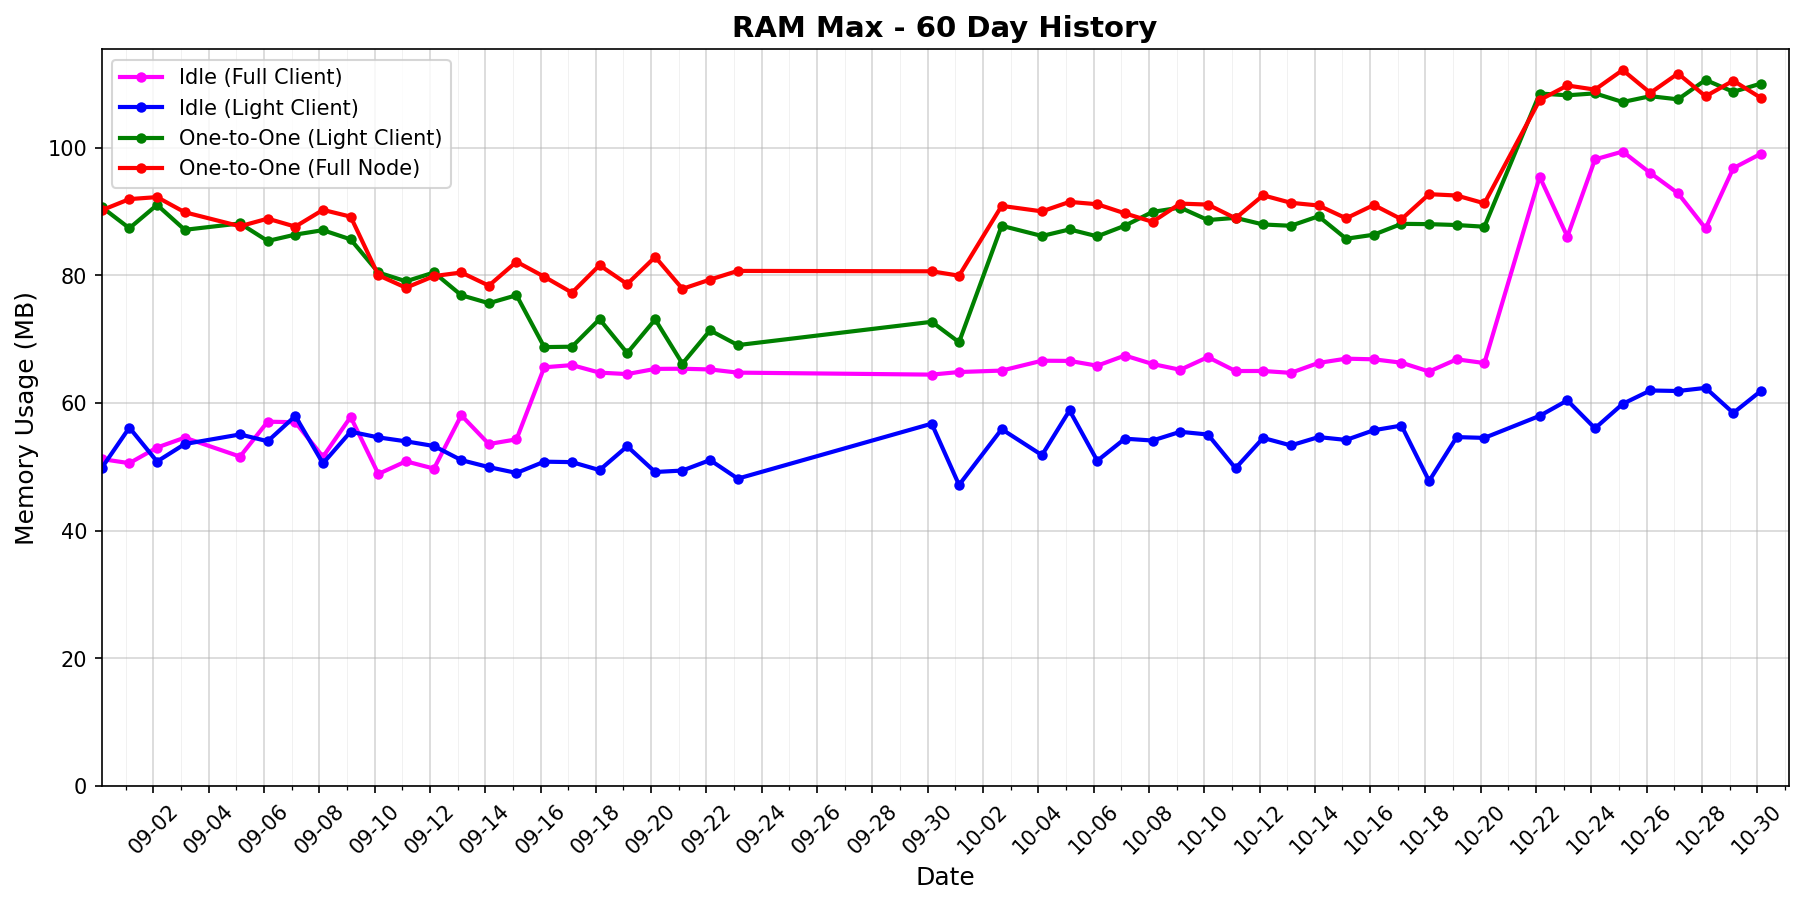 RAM Max - 60 Day History
Idle (Full Client)
Idle (Light Client)
One-to-One (Light Client)
One-to-One (Full Node)
Memory Usage (MB)
100
80
60
40
20
0
09-02 09-04 09-06 09-08 09-10 09-12 09-14 09-16 09-18 09-20 09-22 09-24 09-26 09-28 09-30 10-02 10-04 10-06 10-08 10-10 10-12 10-14 10-16 10-18 10-20 10-22 10-24 10-26 10-28 10-30
Date